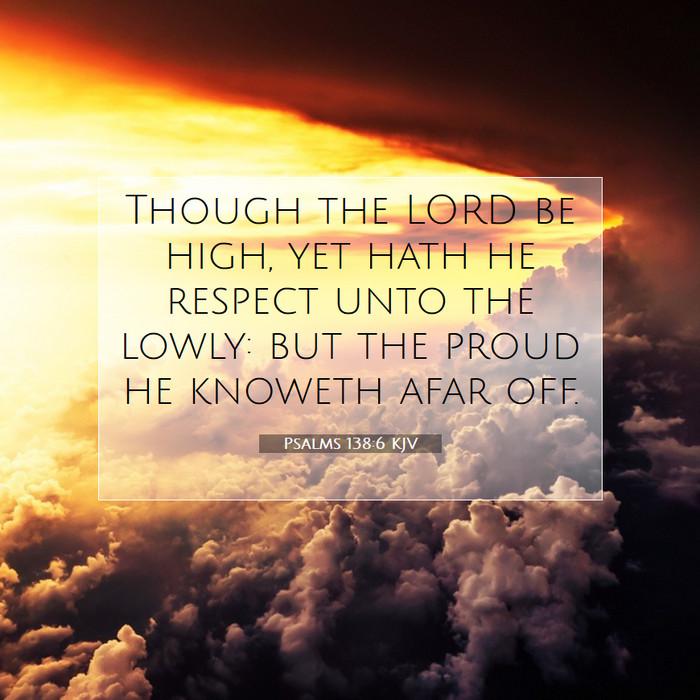 Though the LORD be
high, yet hath he
respect unto the
lowly: but the proud
he knoweth afar off.
Psalms 138:6 KJV